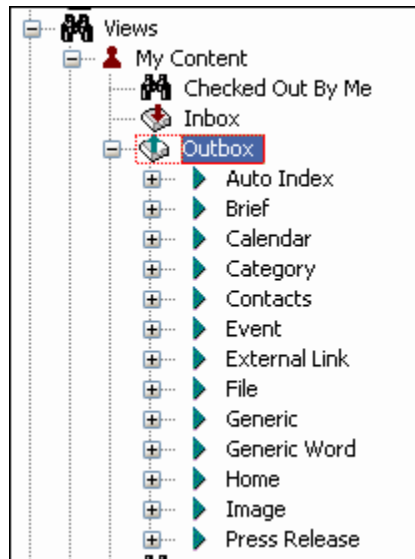 Views
My Content
Checked Out By Me
Inbox
Outbox
Auto Index
Brief
Calendar
Category
Contacts
Event
External Link
File
Generic
Generic Word
Home
Image
Press Release